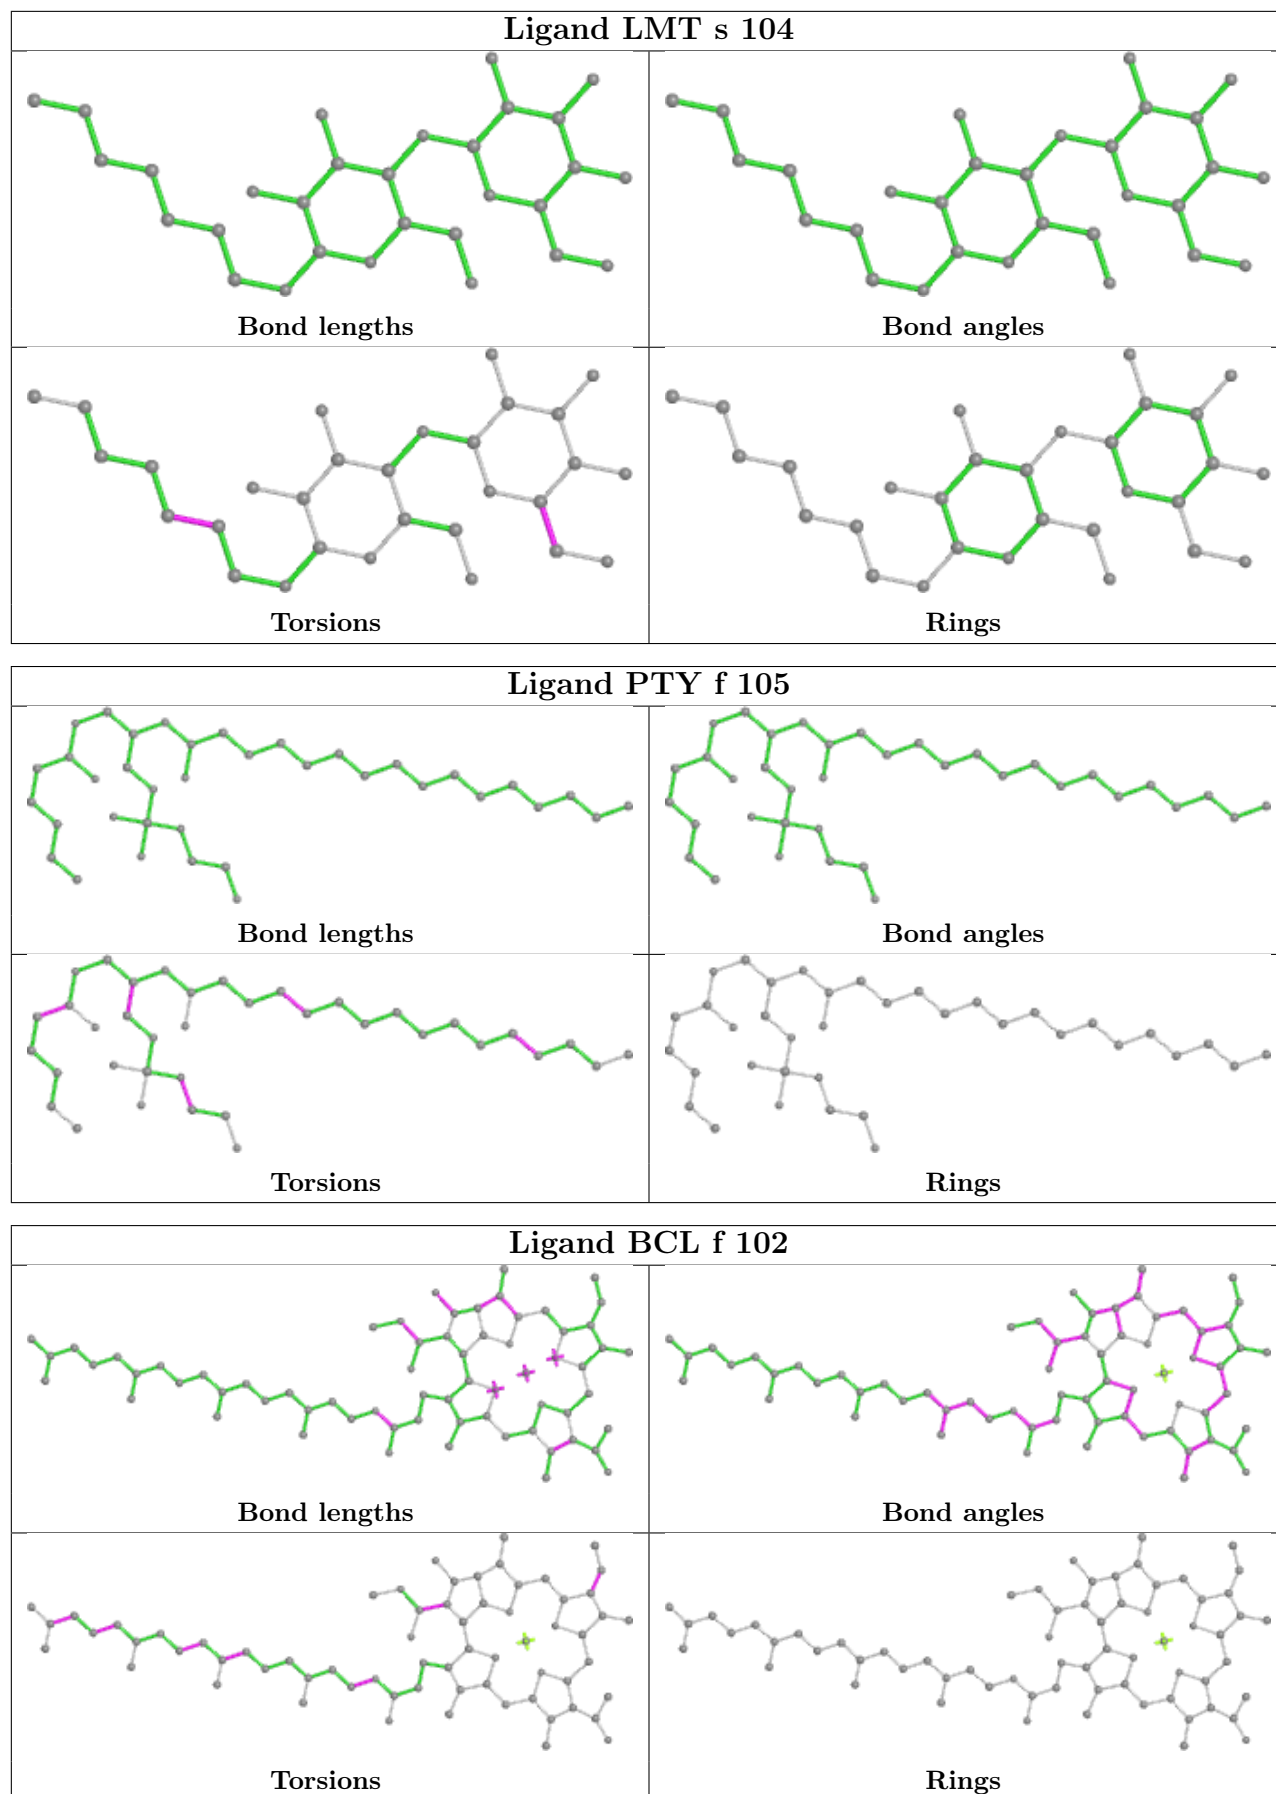 Ligand LMT s 104
Bond lengths
Bond angles
Torsions
Rings
Ligand PTY f 105
Bond lengths
Bond angles
Torsions
Rings
Ligand BCL f 102
Bond lengths
Bond angles
Torsions
Rings